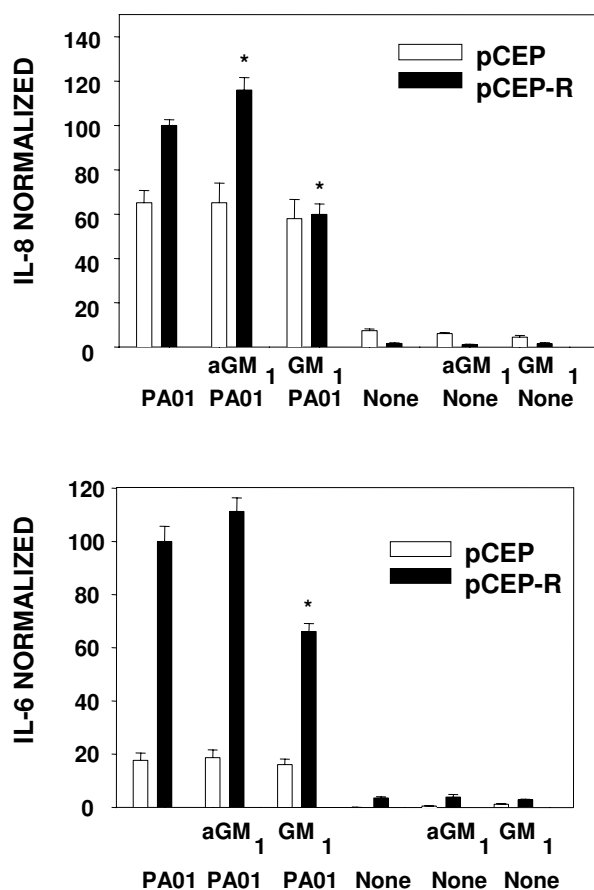 140
120
100
80
60
40
20
0
IL-8 NORMALIZED
pCEP
pCEP-R
*
*
aGM 1 GM 1 aGM 1 GM 1
PA01 PA01 PA01 None None None
120
100
80
60
40
20
0
IL-6 NORMALIZED
pCEP
pCEP-R
*
aGM 1 GM 1 aGM 1 GM 1
PA01 PA01 PA01 None None None